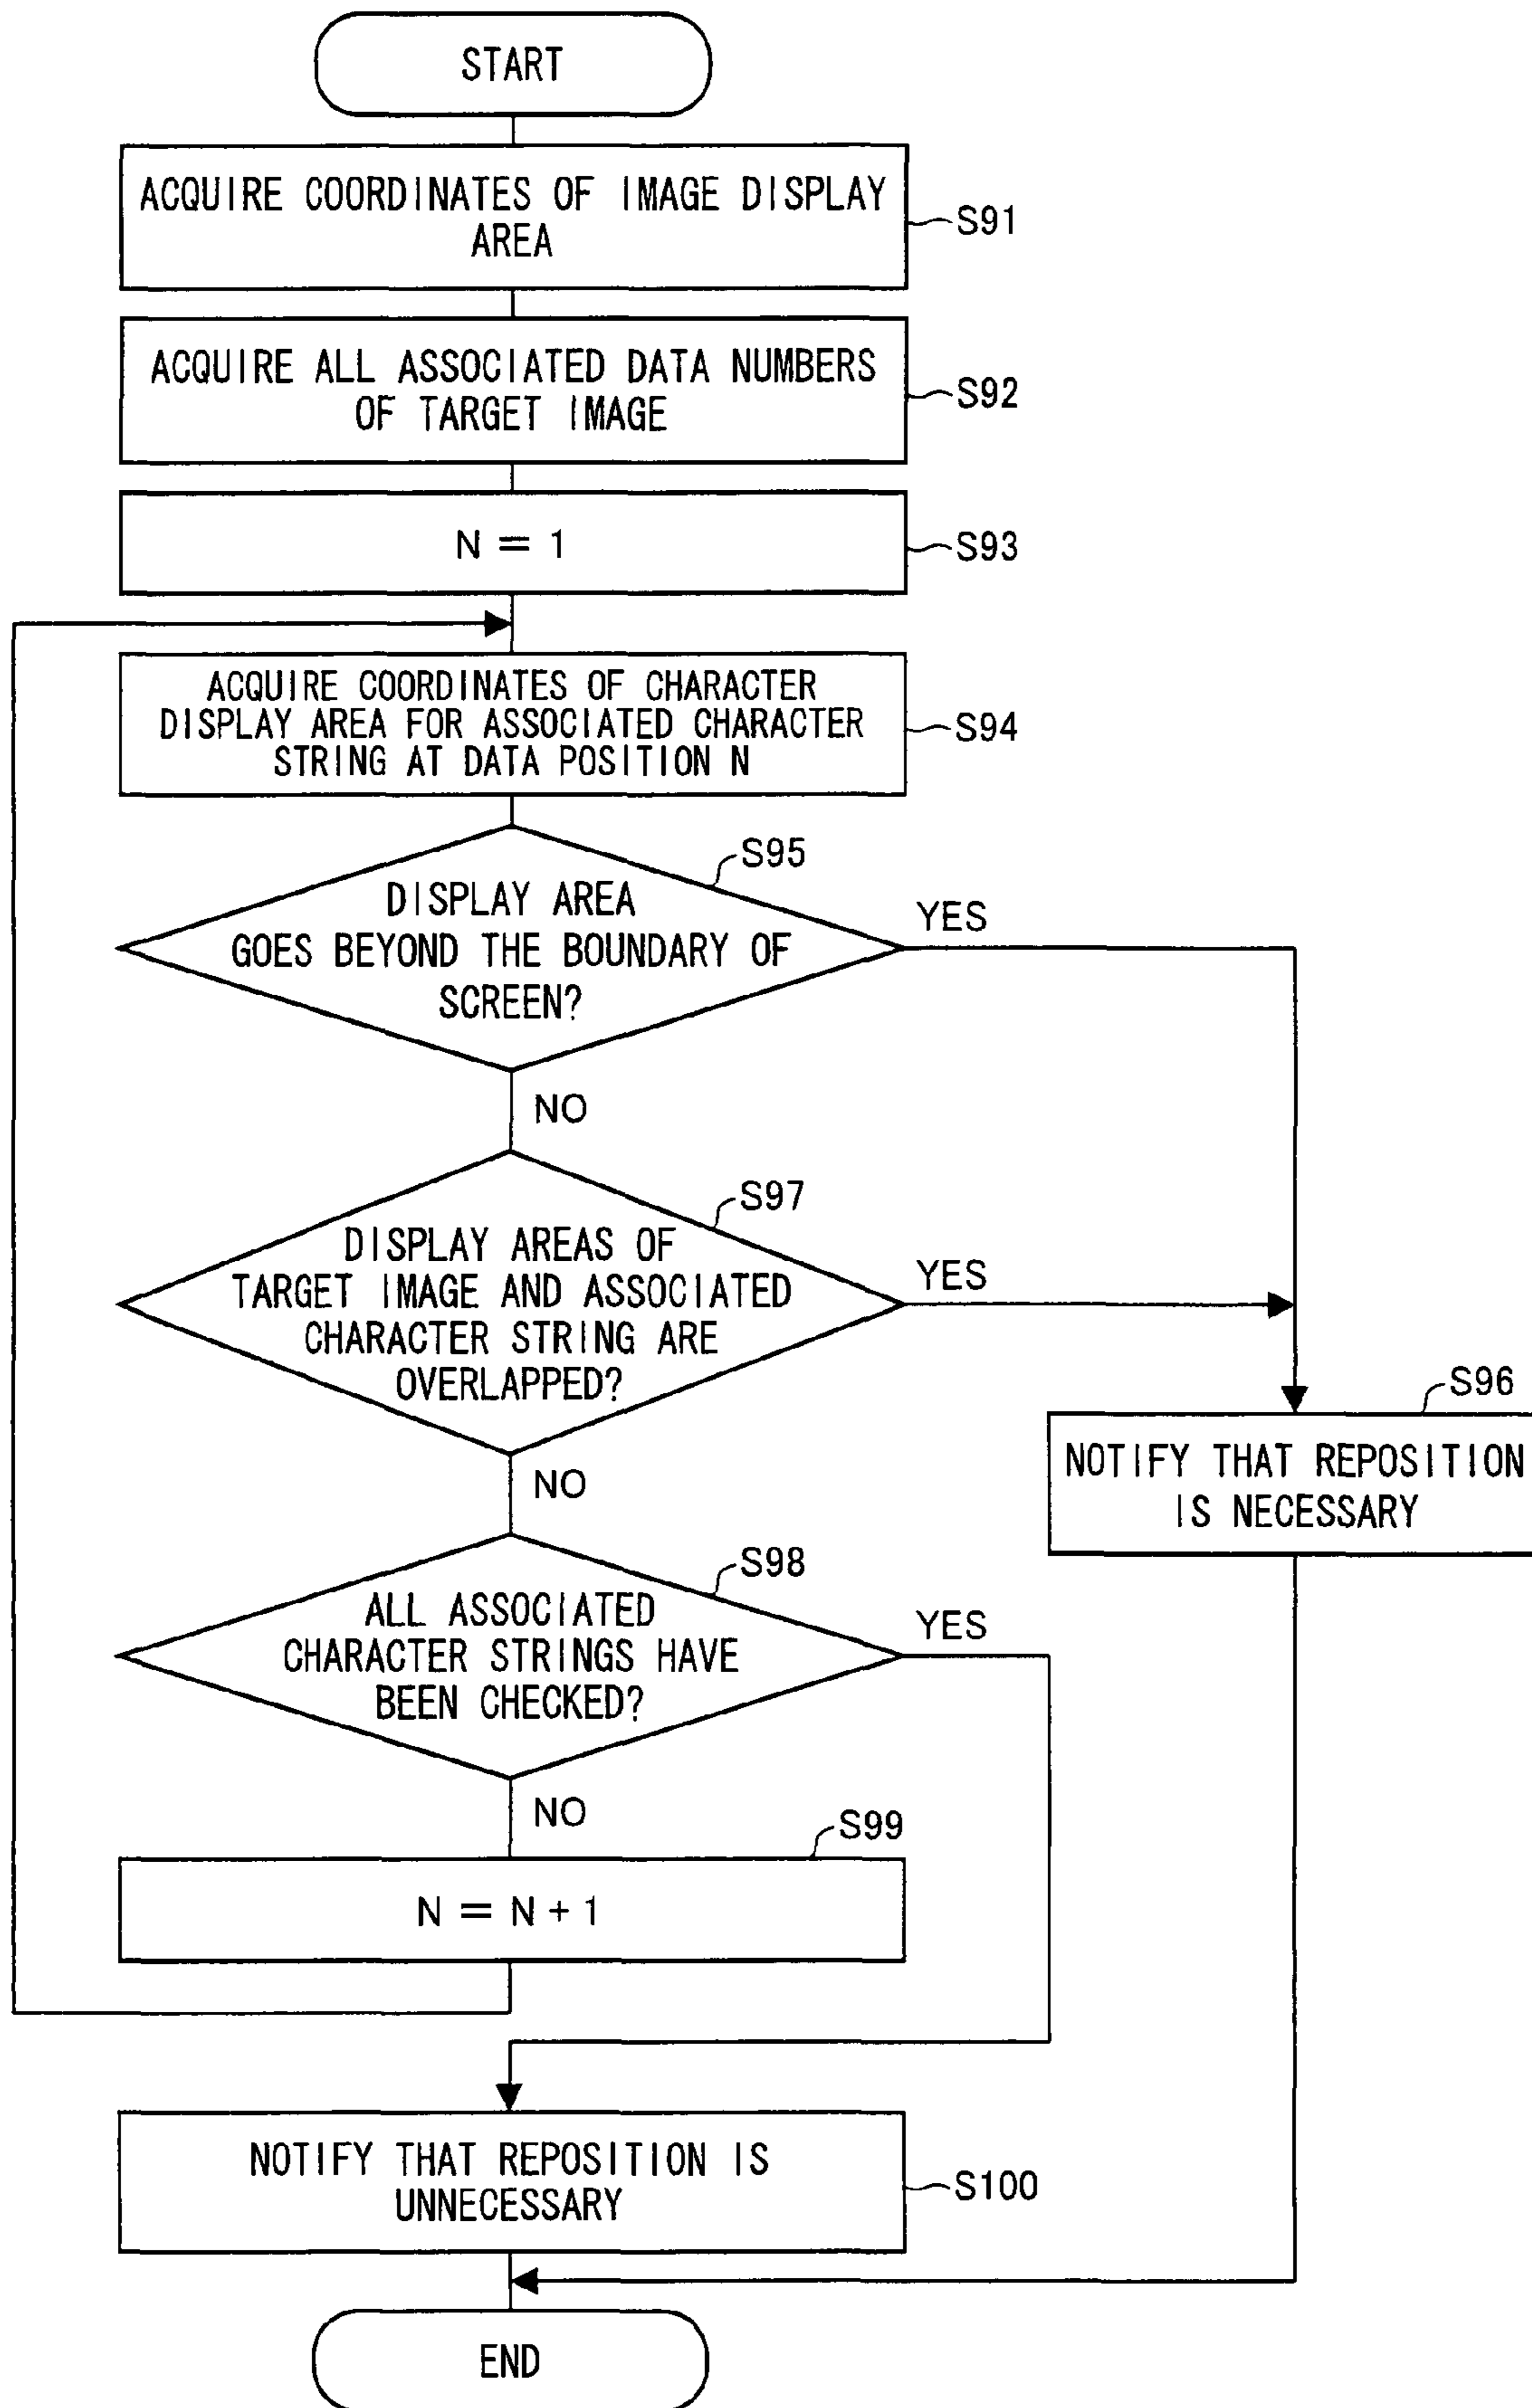 START
ACQUIRE COORDINATES OF IMAGE DISPLAY
AREA
S91
ACQUIRE ALL ASSOCIATED DATA NUMBERS
OF TARGET IMAGE
S92
N = 1
S93
ACQUIRE COORDINATES OF CHARACTER
DISPLAY AREA FOR ASSOCIATED CHARACTER
STRING AT DATA POSITION N
S94
S95
DISPLAY AREA
GOES BEYOND THE BOUNDARY OF
SCREEN?
YES
NO
S97
DISPLAY AREAS OF
TARGET IMAGE AND ASSOCIATED
CHARACTER STRING ARE
OVERLAPPED?
YES
NO
S96
NOTIFY THAT REPOSITION
IS NECESSARY
S98
ALL ASSOCIATED
CHARACTER STRINGS HAVE
BEEN CHECKED?
YES
NO
S99
N = N + 1
NOTIFY THAT REPOSITION IS
UNNECESSARY
S100
END